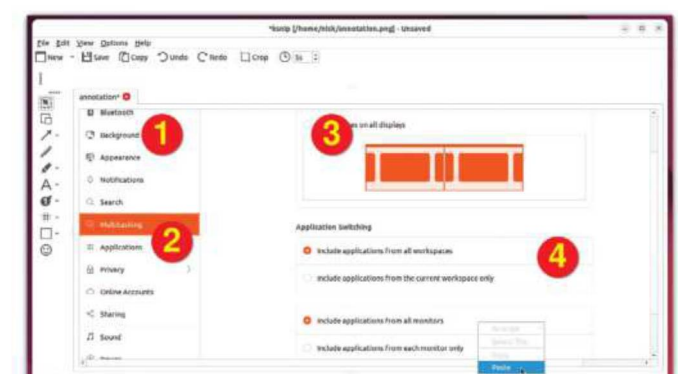 *ksnip [/home/nisk/annotation.png] - Unsaved
File Edit View Options Help
New Save Copy Undo Redo Crop 5s
annotation*
Bluetooth
Background
1
Appearance
Notifications
Search
Multitasking
2
Applications
Privacy
Online Accounts
Sharing
Sound
3
on all displays
Application Switching
Include applications from all workspaces
4
Include applications from the current workspace only
Include applications from all monitors
Include applications from each monitor only
Paste